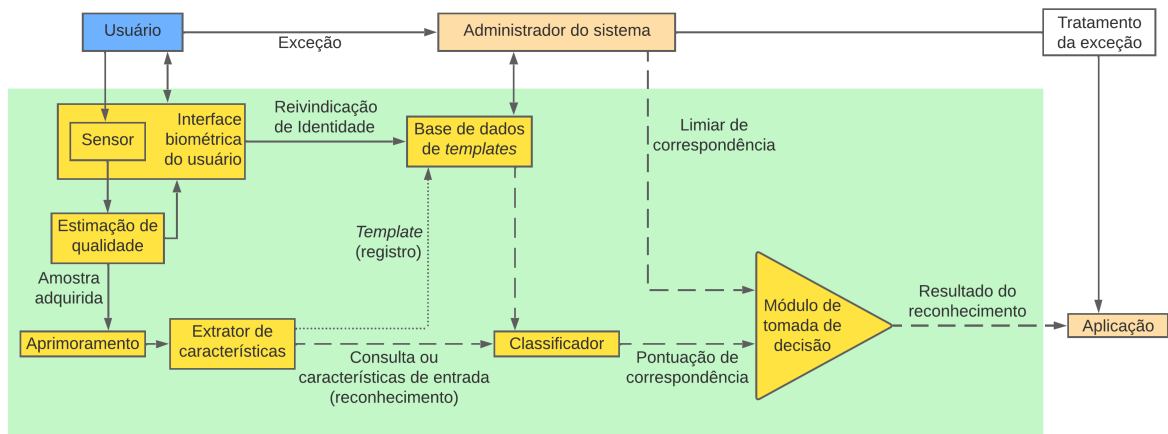 Usuário
Exceção
Administrador do sistema
Tratamento
da exceção
Interface
biométrica
do usuário
Sensor
Reivindicação
de Identidade
Base de dados
de templates
Limiar de
correspondência
Estimação de
qualidade
Template
(registro)
Amostra
adquirida
Aprimoramento
Extrator de
características
Consulta ou
características de entrada
(reconhecimento)
Classificador
Pontuação de
correspondência
Módulo de
tomada de
decisão
Resultado do
reconhecimento
Aplicação